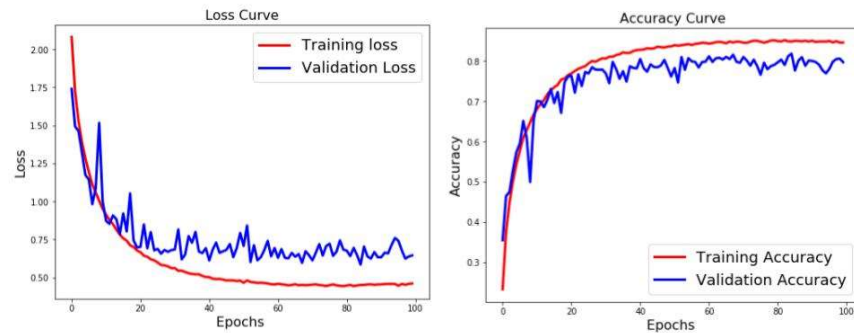 Loss Curve
Training loss
Validation Loss
2.00
1.75
1.50
1.25
1.00
0.75
0.50
Loss
0
20
40
60
80
100
Epochs
Accuracy Curve
0.8
0.7
0.6
0.5
0.4
0.3
Accuracy
Training Accuracy
Validation Accuracy
0
20
40
60
80
100
Epochs